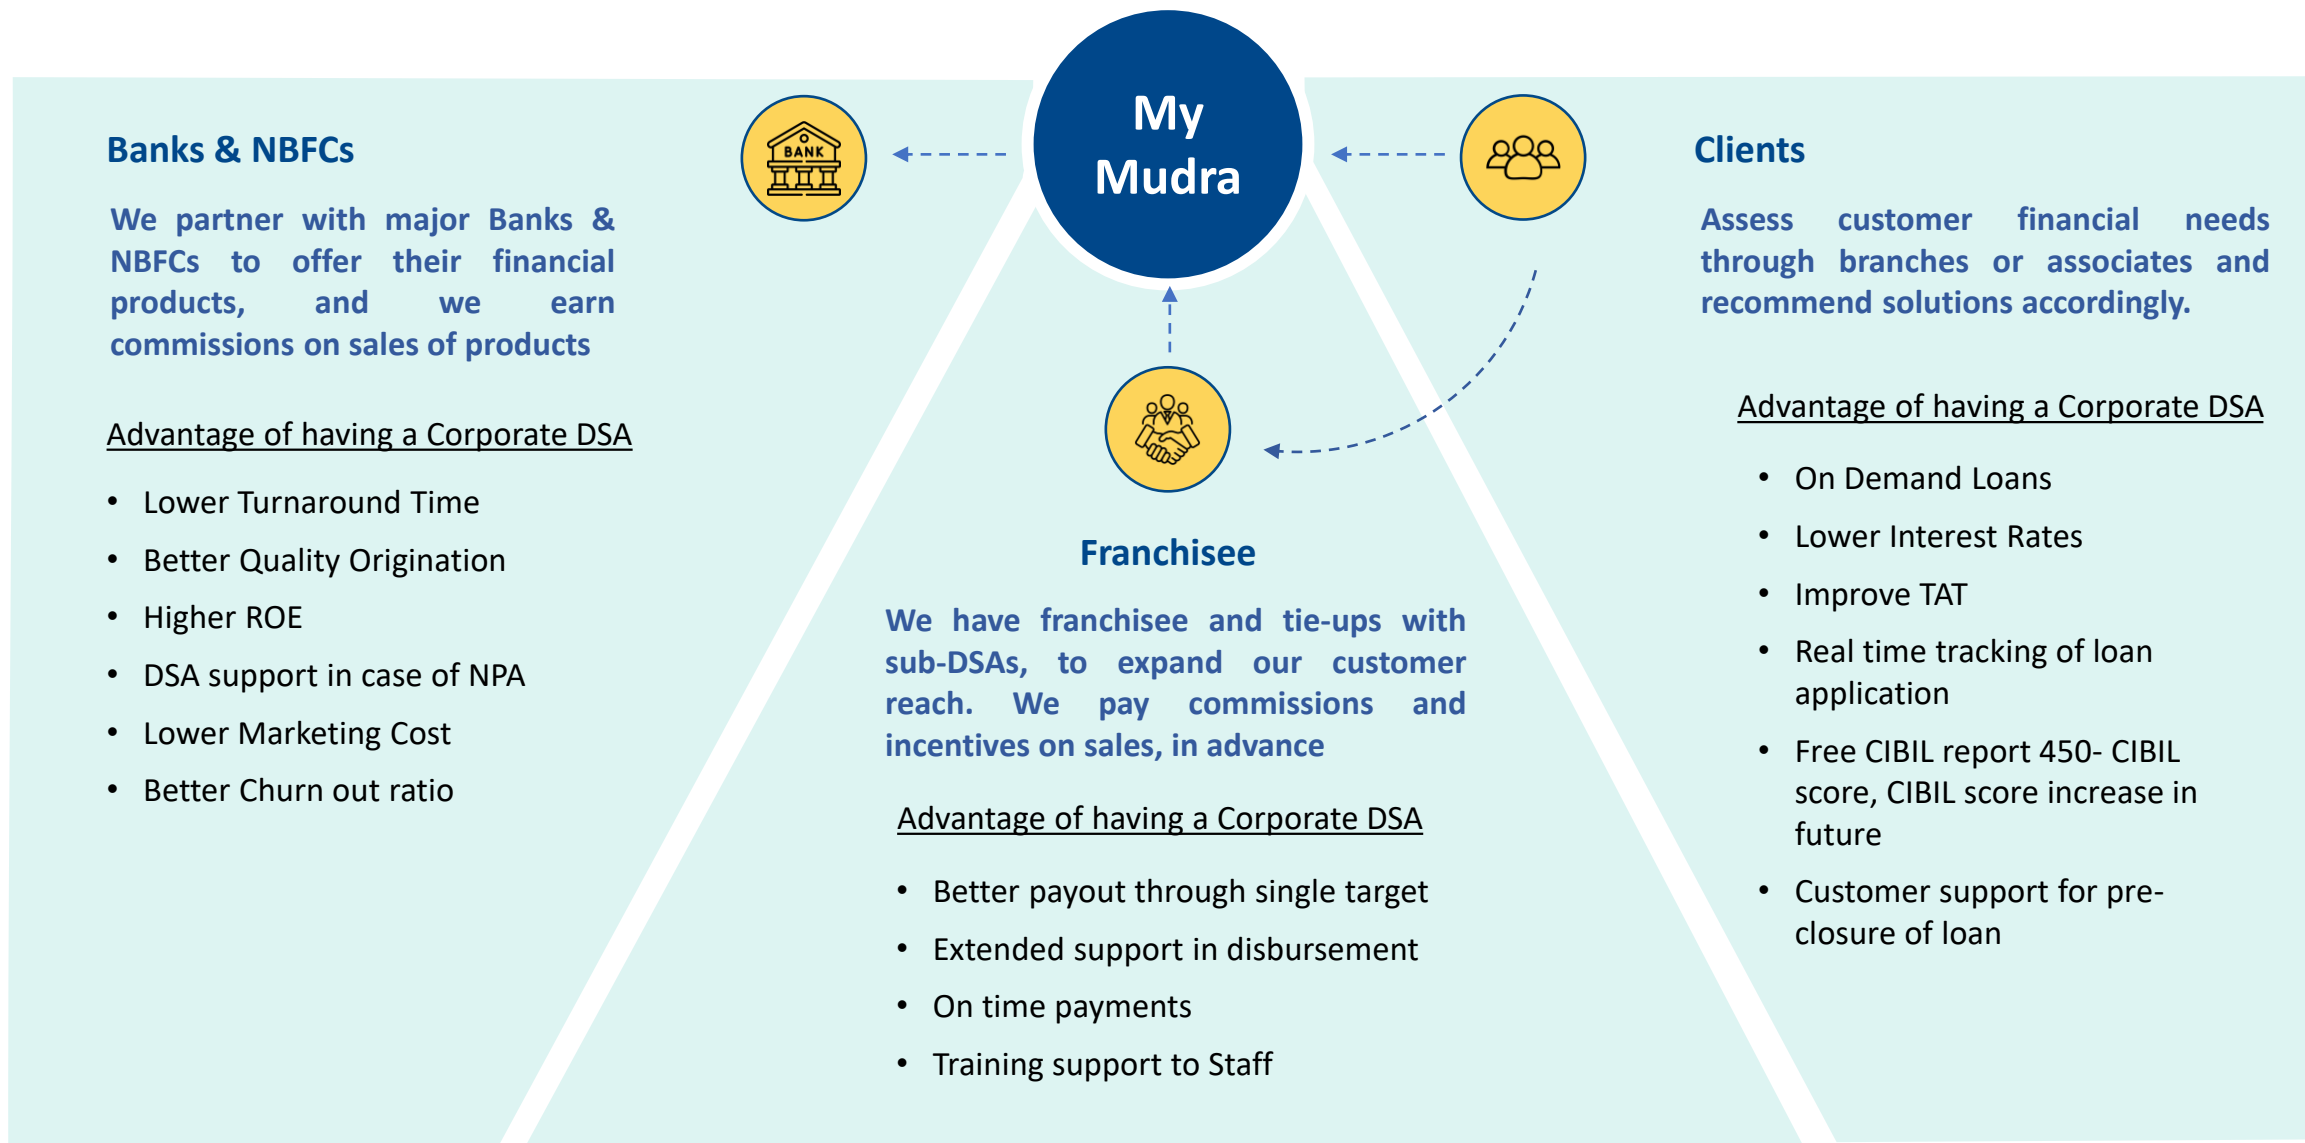 My
Mudra
BANK
Banks & NBFCs
We partner with major Banks &
NBFCs to offer their financial
products, and we earn
commissions on sales of products
Advantage of having a Corporate DSA
• Lower Turnaround Time
• Better Quality Origination
• Higher ROE
• DSA support in case of NPA
• Lower Marketing Cost
• Better Churn out ratio
Franchisee
We have franchisee and tie-ups with
sub-DSAs, to expand our customer
reach. We pay commissions and
incentives on sales, in advance
Advantage of having a Corporate DSA
• Better payout through single target
• Extended support in disbursement
• On time payments
• Training support to Staff
Clients
Assess customer financial needs
through branches or associates and
recommend solutions accordingly.
Advantage of having a Corporate DSA
• On Demand Loans
• Lower Interest Rates
• Improve TAT
• Real time tracking of loan
application
• Free CIBIL report 450- CIBIL
score, CIBIL score increase in
future
• Customer support for pre-
closure of loan